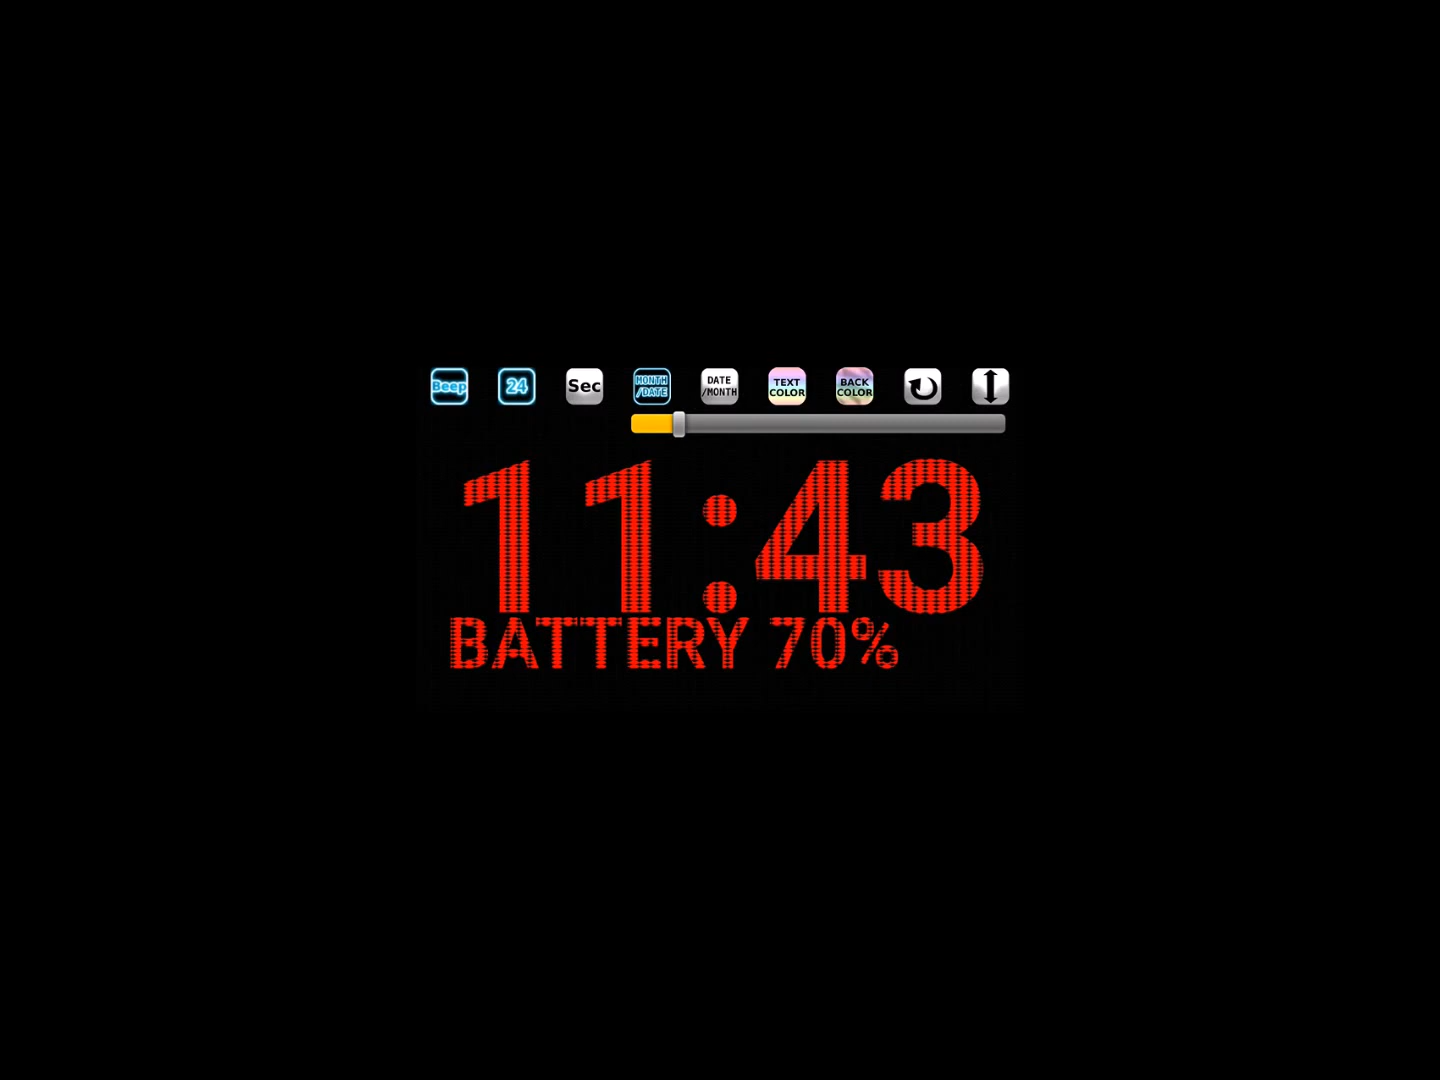 Beep 24 Sec MONTH /DATE DATE /MONTH TEXT COLOR BACK COLOR
11:43
BATTERY 70%